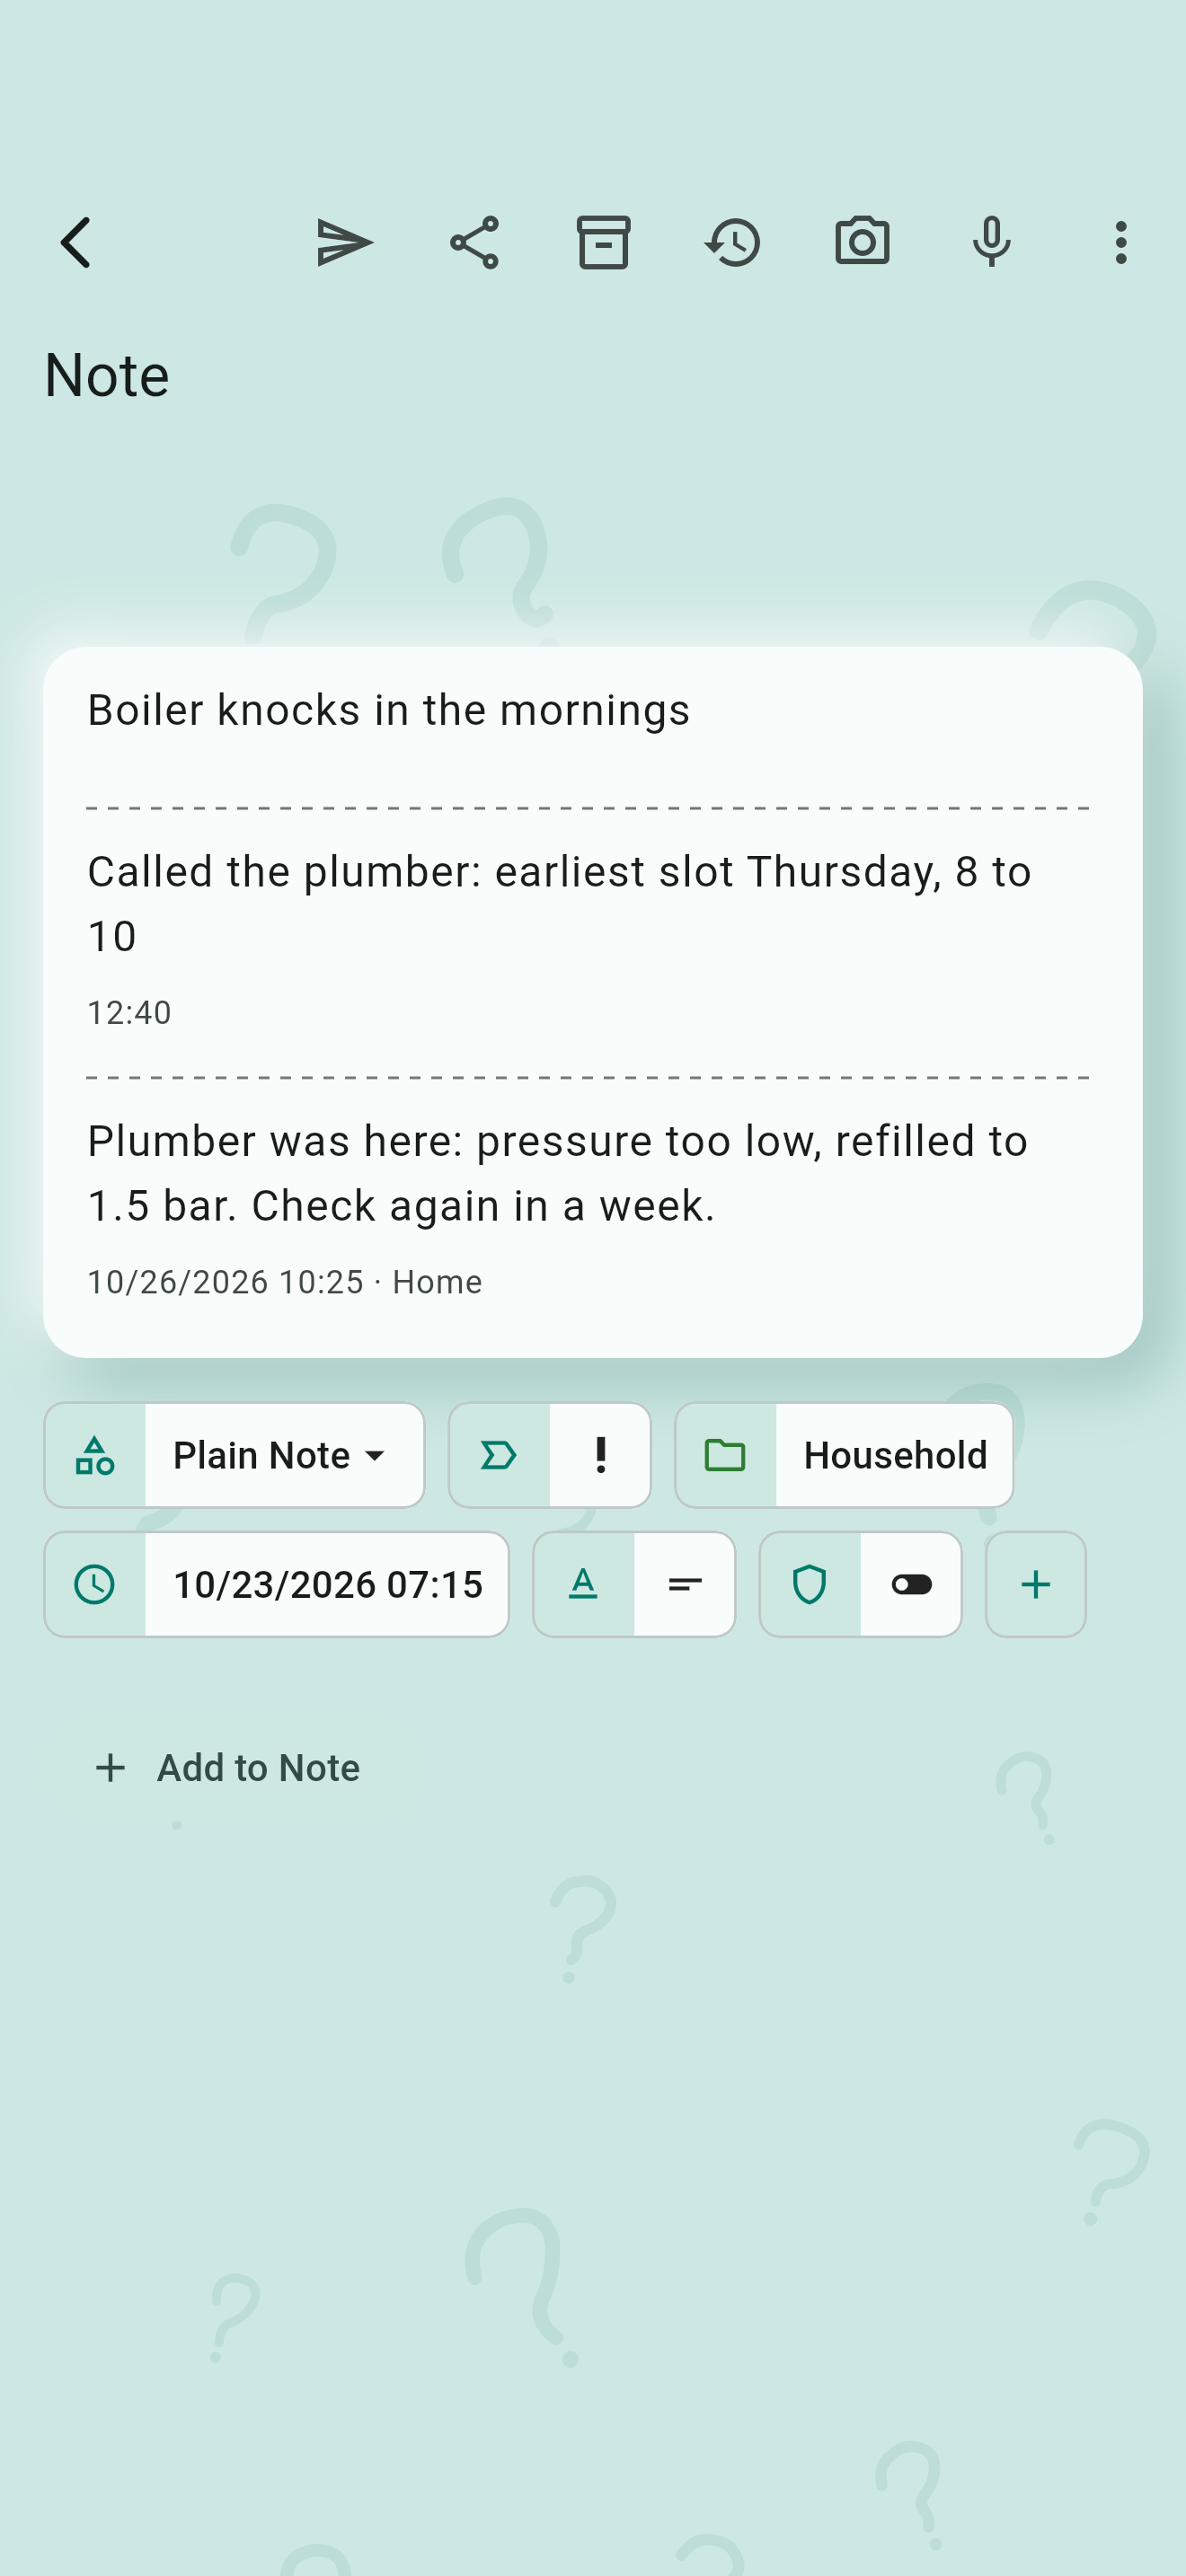 Note
Boiler knocks in the mornings
Called the plumber: earliest slot Thursday, 8 to
10
12:40
Plumber was here: pressure too low, refilled to
1.5 bar. Check again in a week.
10/26/2026 10:25 · Home
Plain Note
Household
10/23/2026 07:15
Add to Note